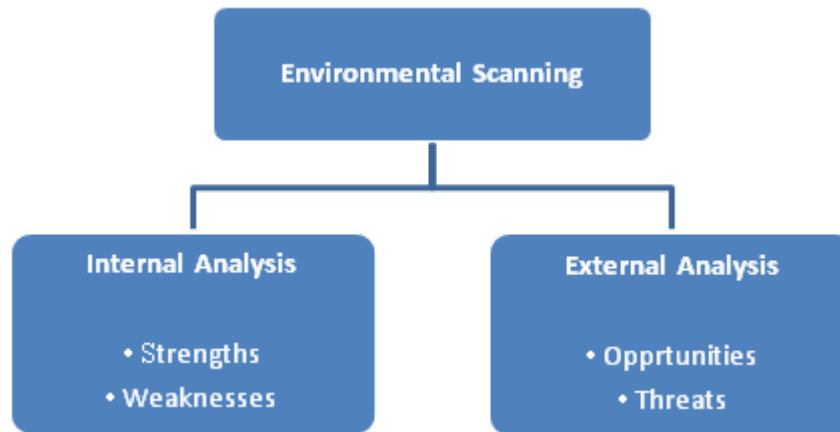 Environmental Scanning
Internal Analysis
• Strengths
• Weaknesses
External Analysis
• Opprtunities
• Threats